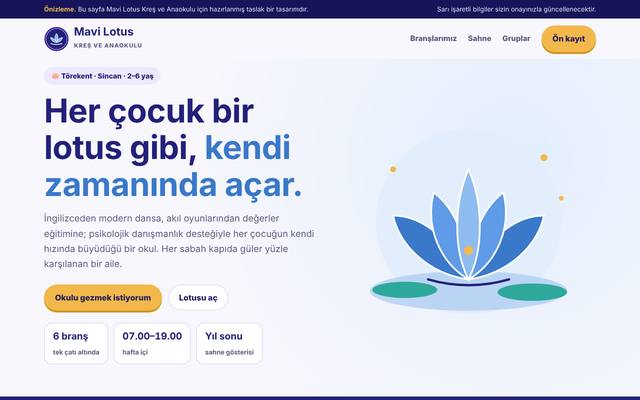 Önizleme. Bu sayfa Mavi Lotus Kreş ve Anaokulu için hazırlanmış taslak bir tasarımdır.
Sarı işaretli bilgiler sizin onayınızla güncellenecektir.
Mavi Lotus
KREŞ VE ANAOKULU
Branşlarımız
Sahne
Gruplar
Ön kayıt
Törekent · Sincan · 2–6 yaş
Her çocuk bir
lotus gibi, kendi
zamanında açar.
İngilizceden modern dansa, akıl oyunlarından değerler
eğitimine; psikolojik danışmanlık desteğiyle her çocuğun kendi
hızında büyüdüğü bir okul. Her sabah kapıda güler yüzle
karşılanan bir aile.
Okulu gezmek istiyorum
Lotusu aç
6 branş
tek çatı altında
07.00–19.00
hafta içi
Yıl sonu
sahne gösterisi